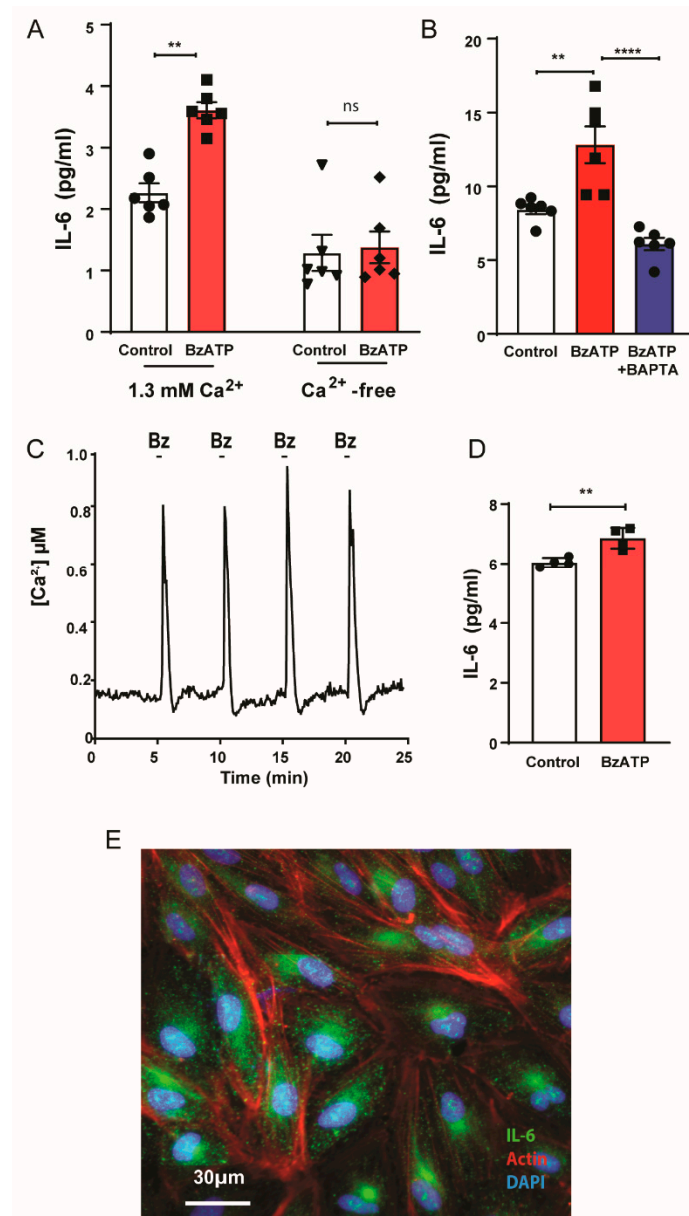 A
IL-6 (pg/ml)
5
4
3
2
1
0
**
ns
Control BzATP Control BzATP
1.3 mM Ca2+ Ca2+ -free
B
IL-6 (pg/ml)
20
15
10
5
0
** ****
Control BzATP BzATP
+BAPTA
C
Bz Bz Bz Bz
[Ca2+] µM
1.0
0.8
0.6
0.4
0.2
0 5 10 15 20 25
Time (min)
D
IL-6 (pg/ml)
8
6
4
2
0
**
Control BzATP
E
IL-6
Actin
DAPI
30µm